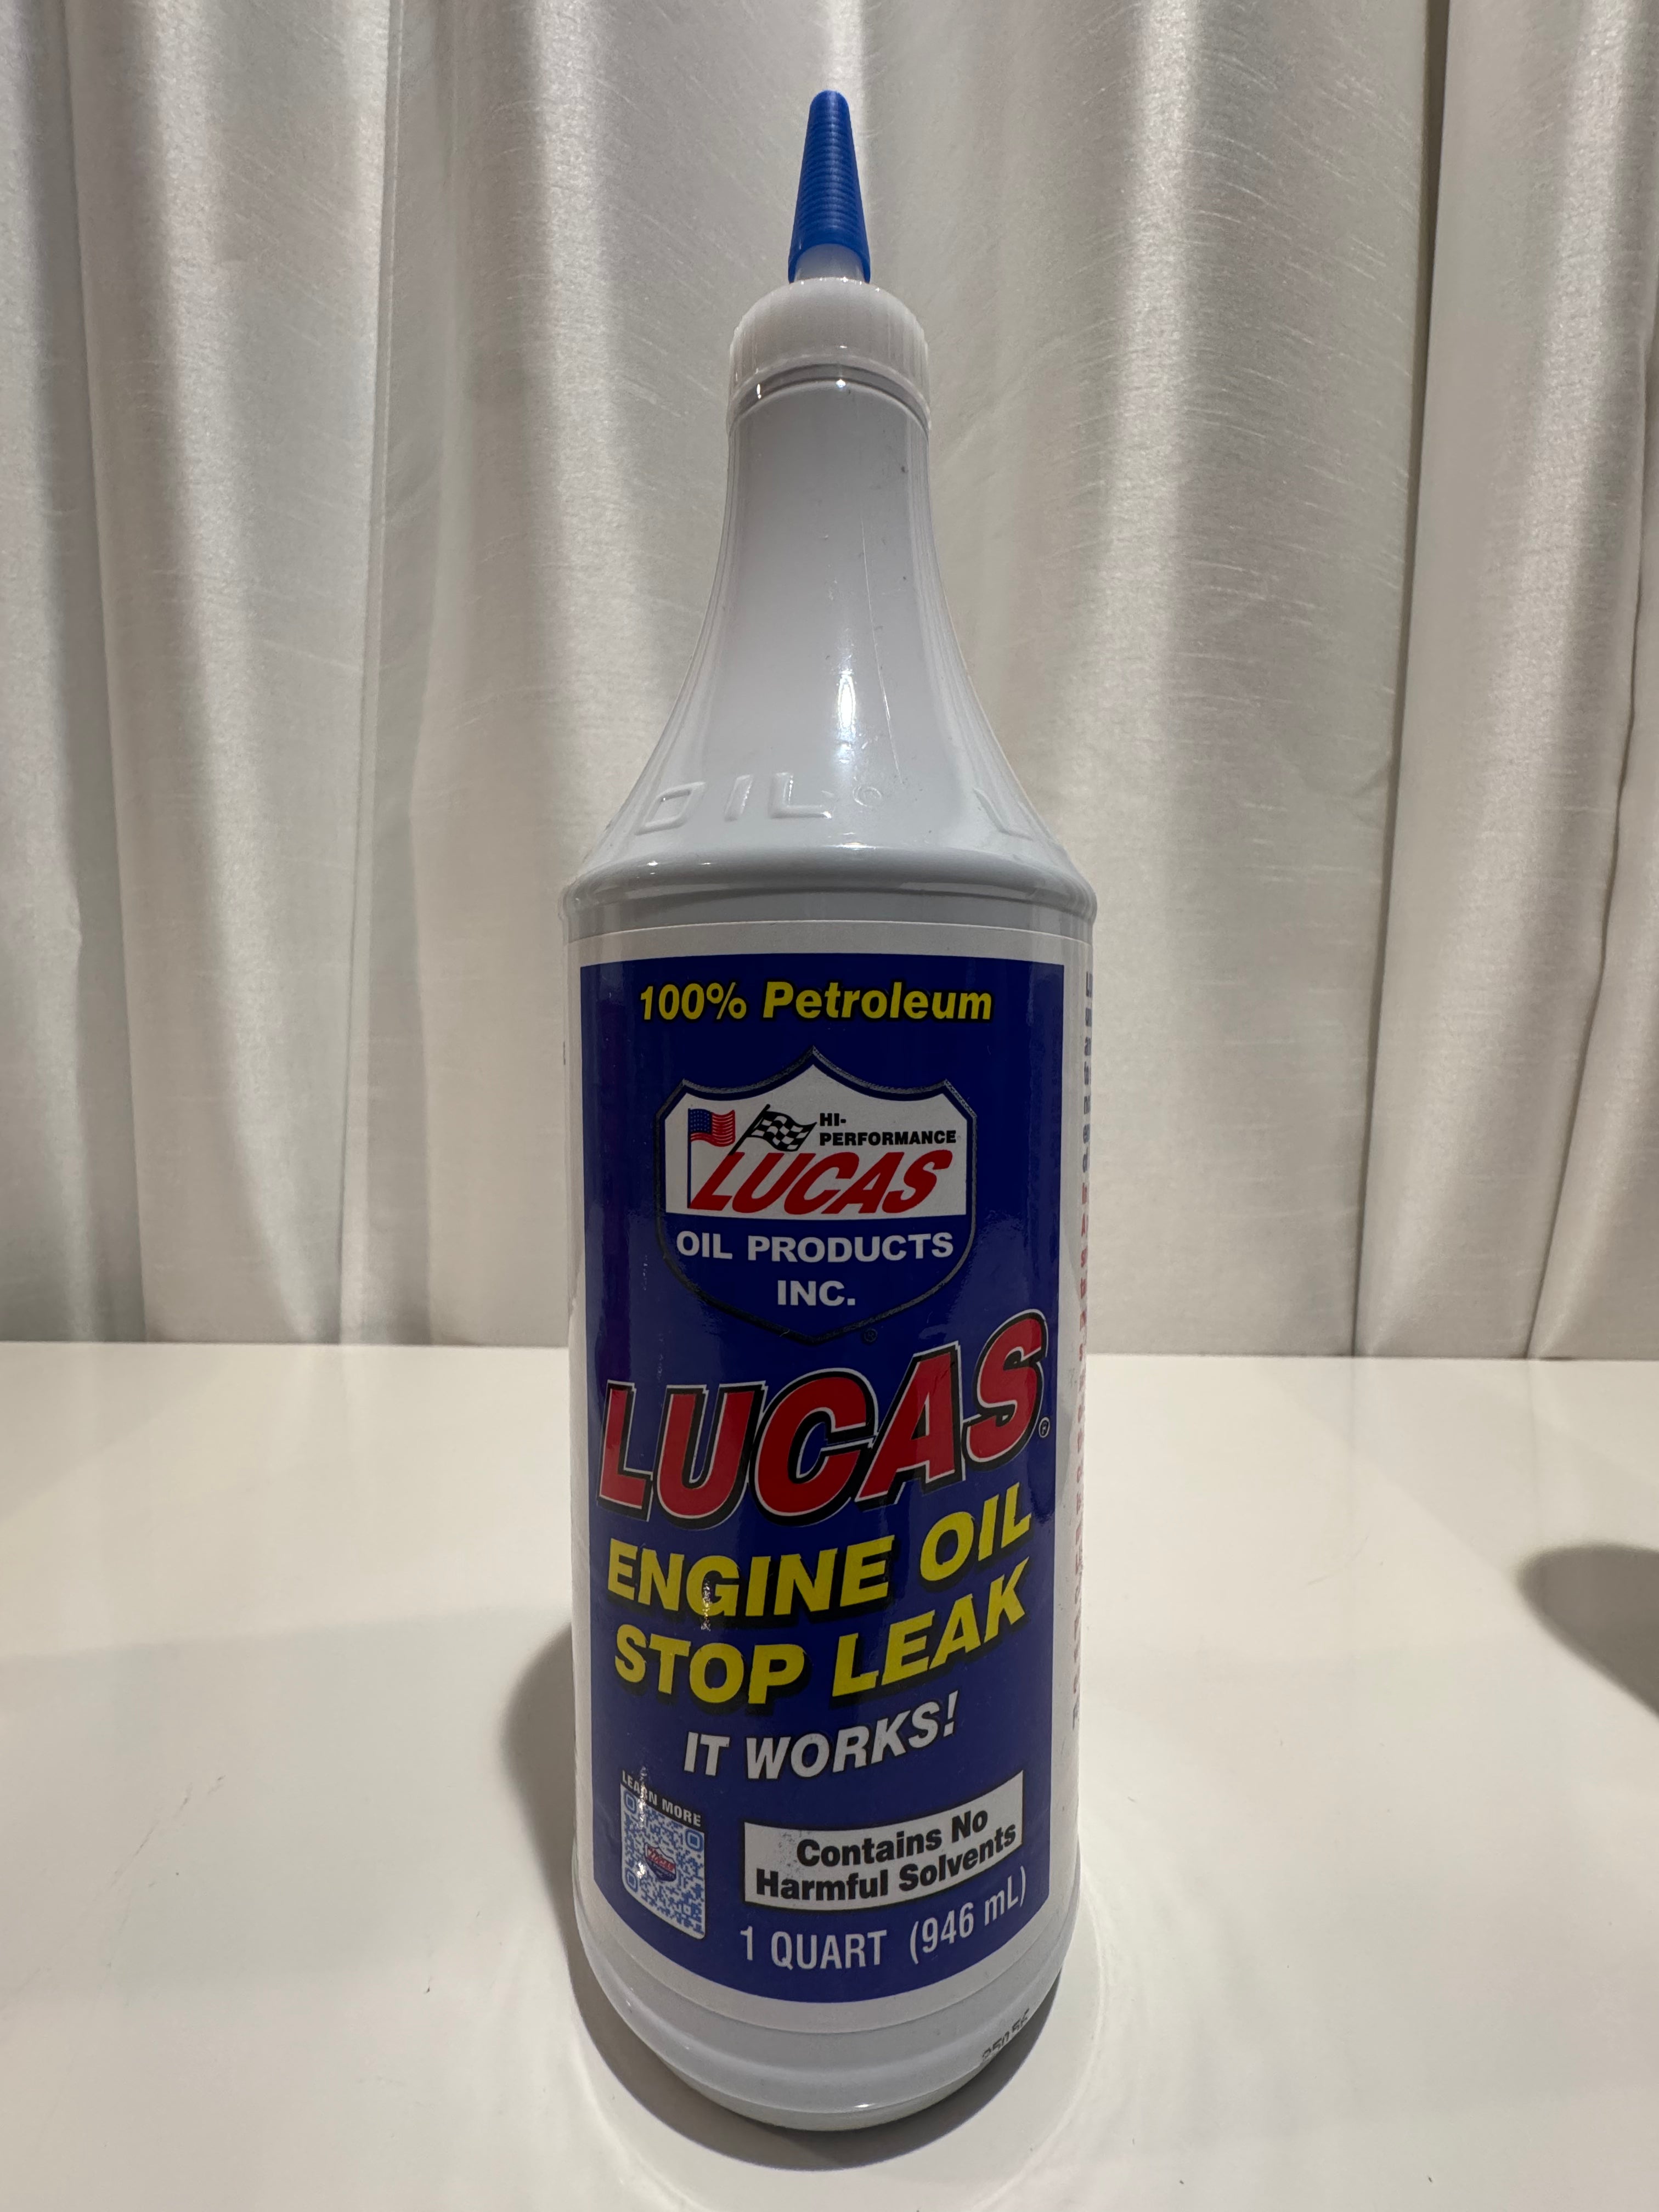 OIL
100% Petroleum
HI-
PERFORMANCE
LUCAS
OIL PRODUCTS
INC.
®
LUCAS®
ENGINE OIL
STOP LEAK
IT WORKS!
LEARN MORE
Contains No
Harmful Solvents
1 QUART (946 mL)